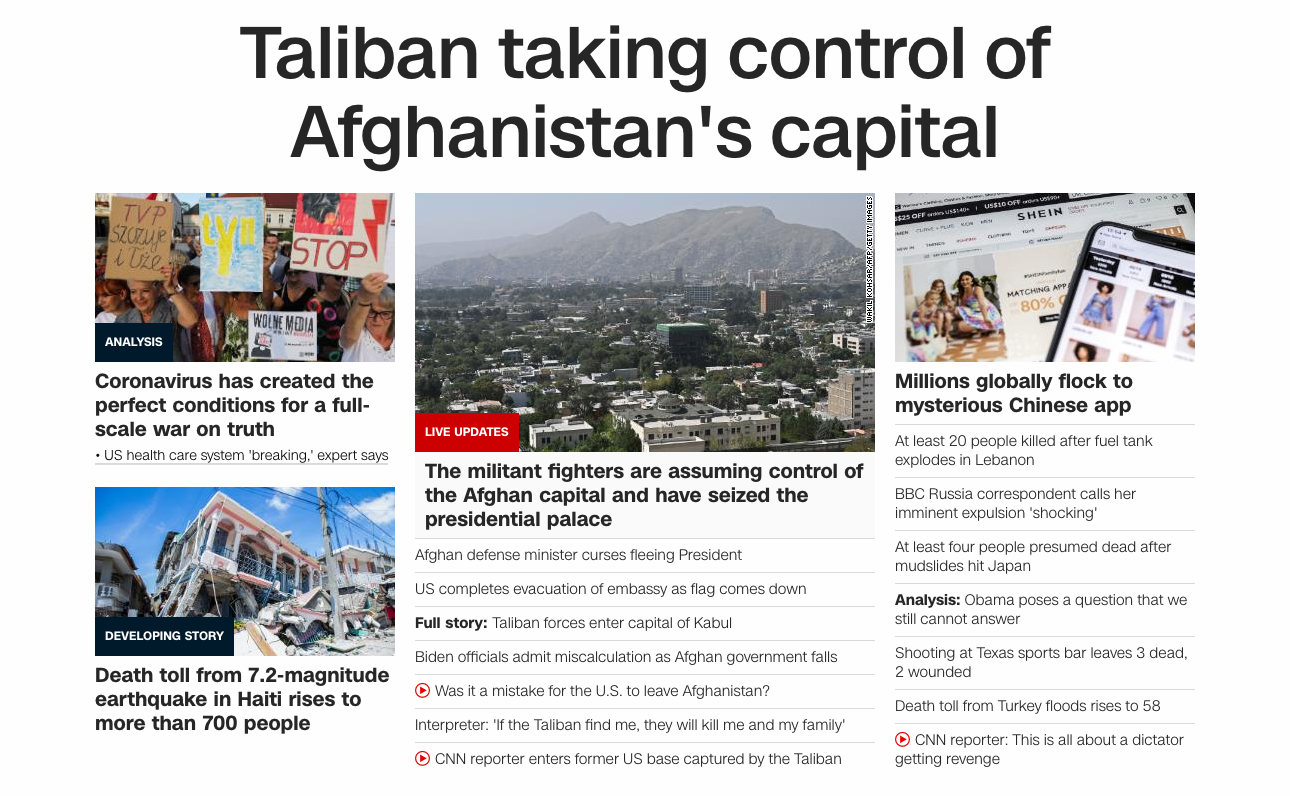 Taliban taking control of
Afghanistan's capital
TVP
STOP
WOLNE MEDIA
ANALYSIS
Coronavirus has created the
perfect conditions for a full-
scale war on truth
• US health care system 'breaking,' expert says
DEVELOPING STORY
Death toll from 7.2-magnitude
earthquake in Haiti rises to
more than 700 people
WAKIL KOHSAR/AFP/GETTY IMAGES
LIVE UPDATES
The militant fighters are assuming control of
the Afghan capital and have seized the
presidential palace
Afghan defense minister curses fleeing President
US completes evacuation of embassy as flag comes down
Full story: Taliban forces enter capital of Kabul
Biden officials admit miscalculation as Afghan government falls
Was it a mistake for the U.S. to leave Afghanistan?
Interpreter: 'If the Taliban find me, they will kill me and my family'
CNN reporter enters former US base captured by the Taliban
$25 OFF orders US$140+ | US$10 OFF orders US$90+
SHEIN
MATCHING APP
80%
Millions globally flock to
mysterious Chinese app
At least 20 people killed after fuel tank
explodes in Lebanon
BBC Russia correspondent calls her
imminent expulsion 'shocking'
At least four people presumed dead after
mudslides hit Japan
Analysis: Obama poses a question that we
still cannot answer
Shooting at Texas sports bar leaves 3 dead,
2 wounded
Death toll from Turkey floods rises to 58
CNN reporter: This is all about a dictator
getting revenge